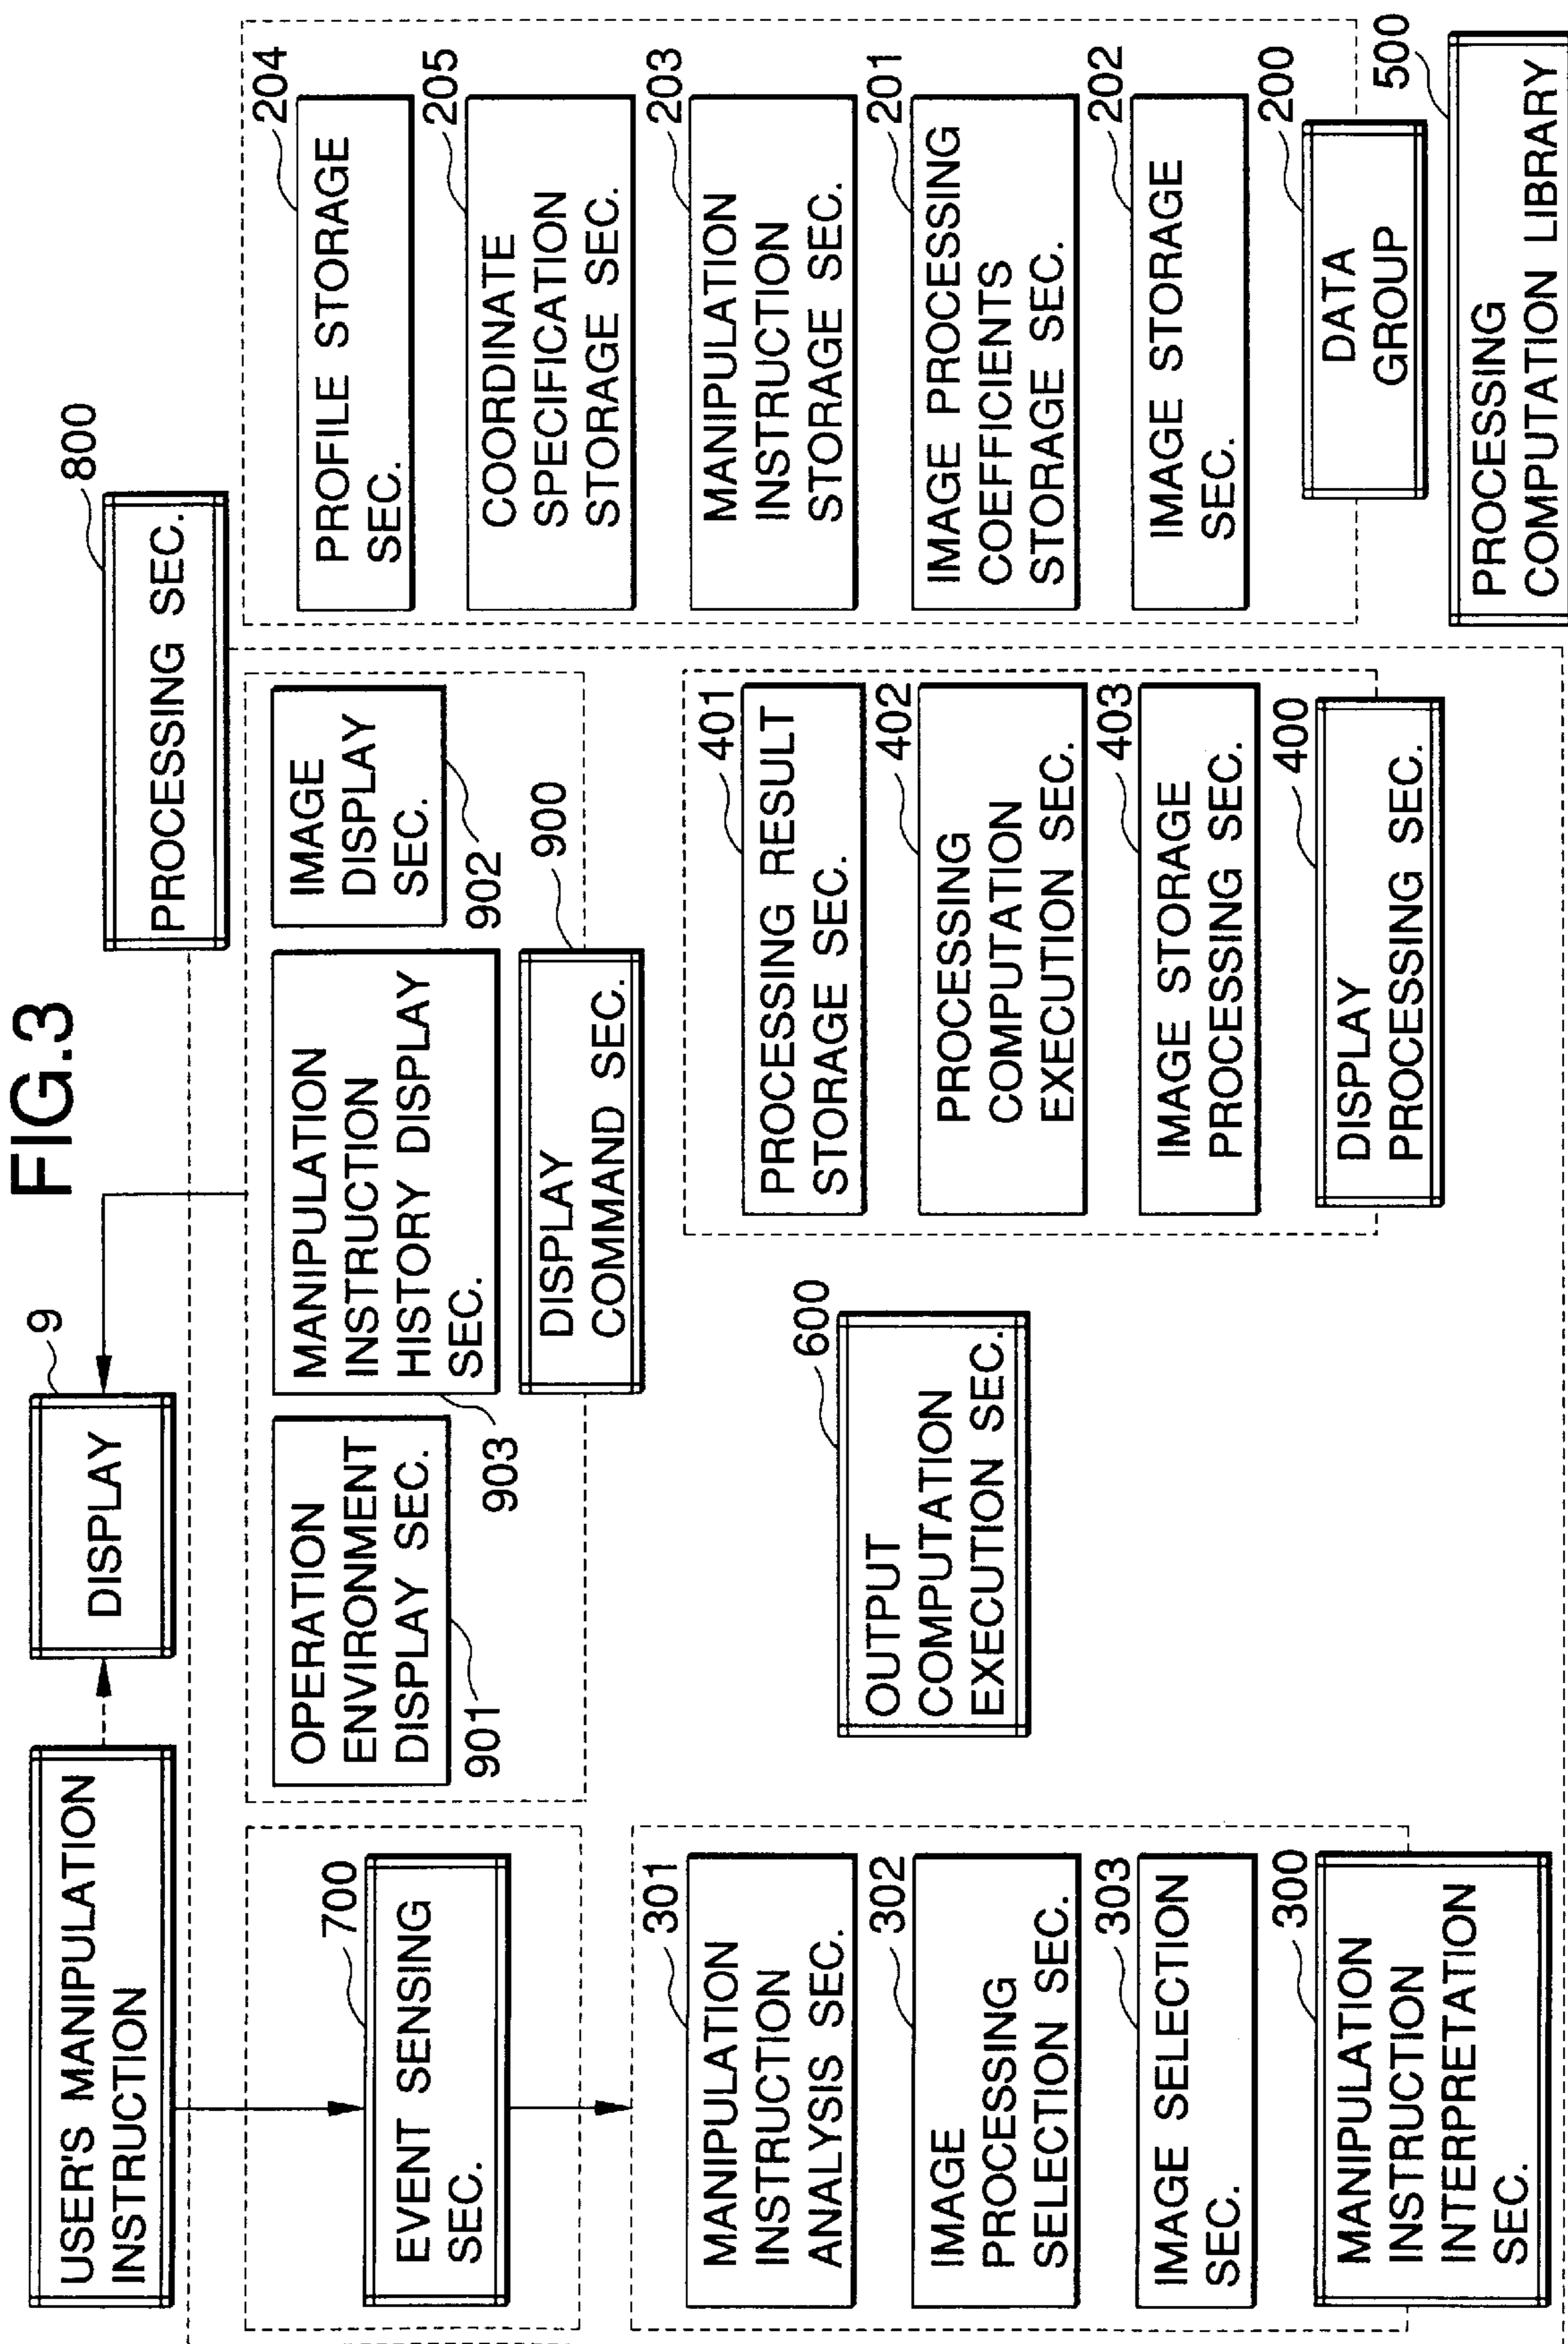 FIG.3
USER'S MANIPULATION
INSTRUCTION
DISPLAY
9
PROCESSING SEC.
800
700
EVENT SENSING
SEC.
OPERATION
ENVIRONMENT
DISPLAY SEC.
901
MANIPULATION
INSTRUCTION
HISTORY DISPLAY
SEC.
903
IMAGE
DISPLAY
SEC.
902
DISPLAY
COMMAND SEC.
900
301
MANIPULATION
INSTRUCTION
ANALYSIS SEC.
302
IMAGE
PROCESSING
SELECTION SEC.
303
IMAGE SELECTION
SEC.
300
MANIPULATION
INSTRUCTION
INTERPRETATION
SEC.
600
OUTPUT
COMPUTATION
EXECUTION SEC.
401
PROCESSING RESULT
STORAGE SEC.
402
PROCESSING
COMPUTATION
EXECUTION SEC.
403
IMAGE STORAGE
PROCESSING SEC.
400
DISPLAY
PROCESSING SEC.
204
PROFILE STORAGE
SEC.
205
COORDINATE
SPECIFICATION
STORAGE SEC.
203
MANIPULATION
INSTRUCTION
STORAGE SEC.
201
IMAGE PROCESSING
COEFFICIENTS
STORAGE SEC.
202
IMAGE STORAGE
SEC.
200
DATA
GROUP
500
PROCESSING
COMPUTATION LIBRARY